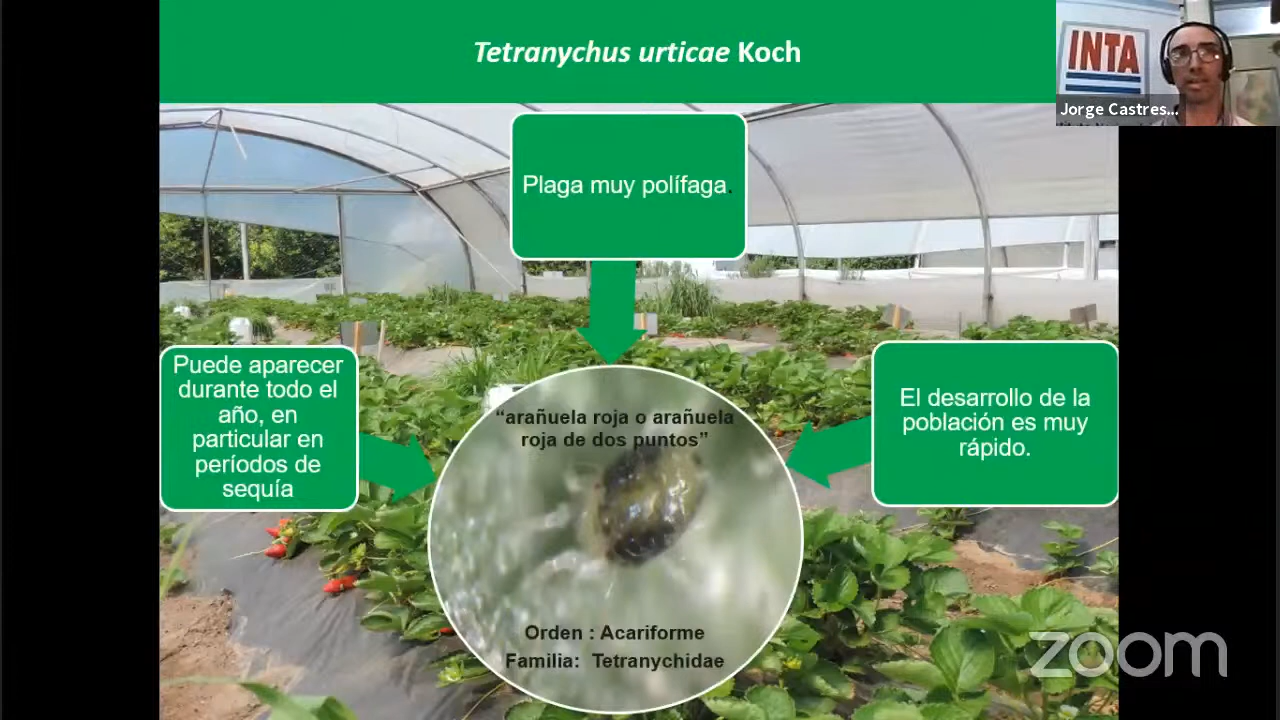 Tetranychus urticae Koch
INTA
Jorge Castres...
Plaga muy polífaga.
Puede aparecer
durante todo el
año, en
particular en
períodos de
sequía
“arañuela roja o arañuela
roja de dos puntos”
El desarrollo de la
población es muy
rápido.
Orden : Acariforme
Familia: Tetranychidae
zoom